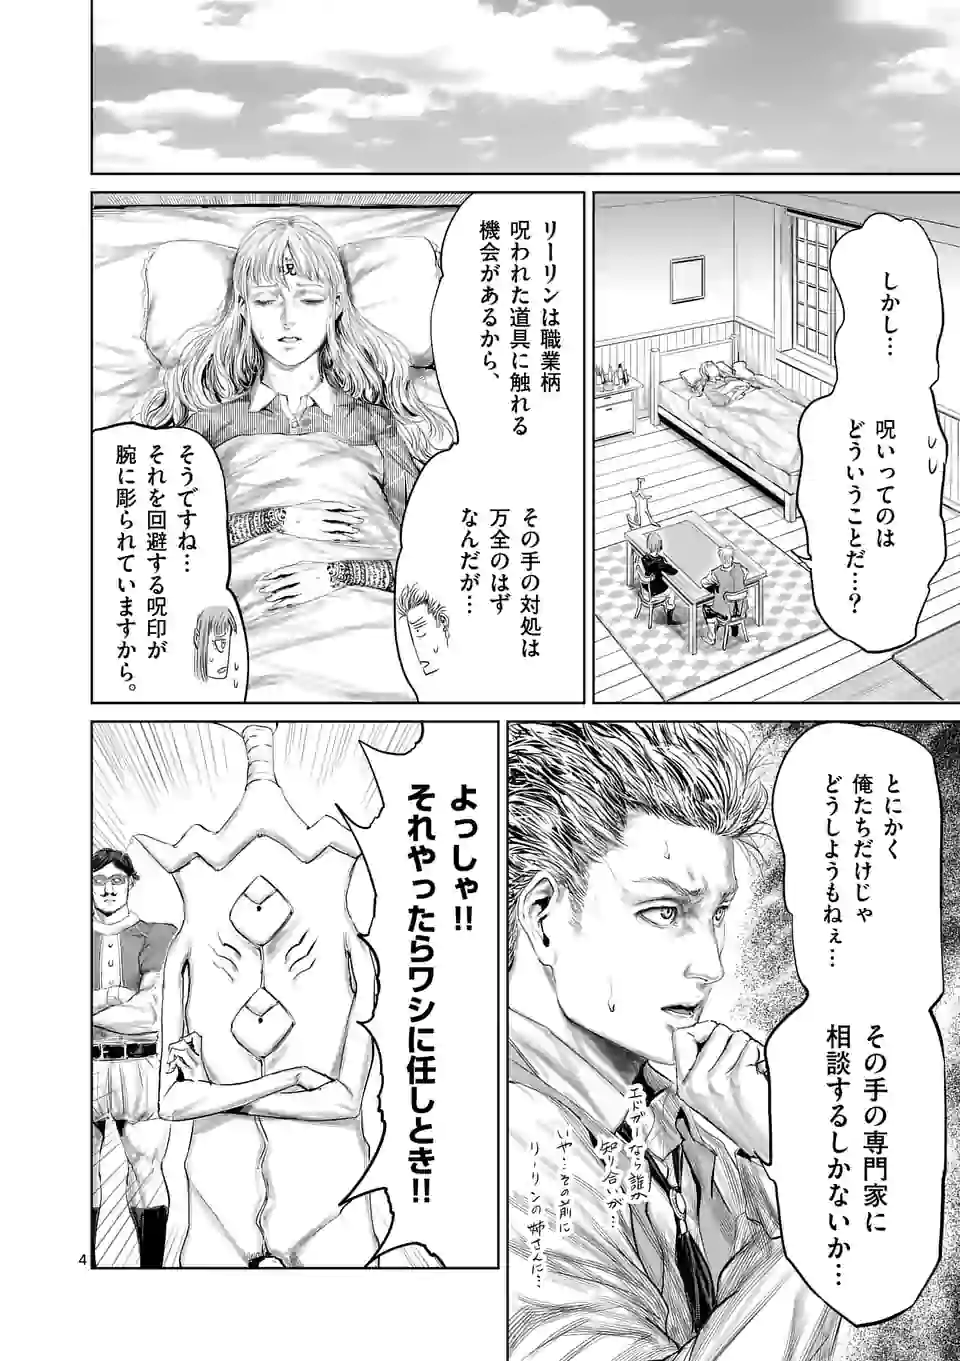 しかし…
呪いってのは
どういうことだ…?
リーリンは職業柄
呪われた道具に触れる
機会があるから、
その手の対処は
万全のはず
なんだが…
呪
そうですね…
それを回避する呪印が
腕に彫られていますから。
とにかく
俺たちだけじゃ
どうしようもねぇ…
その手の専門家に
相談するしかないか…
エドガーなら誰か
知り合いが…
いや…その前に
リーリンの姉さんに…
よっしゃ!!
それやったらワシに任しとき!!
4